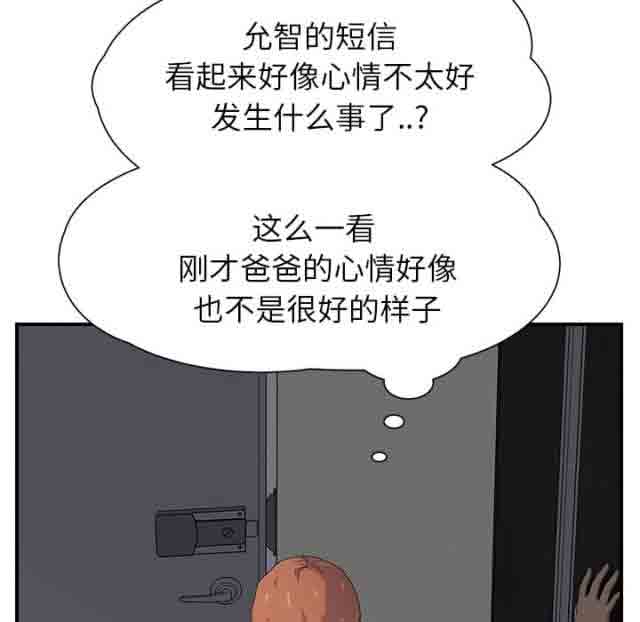 允智的短信
看起来好像心情不太好
发生什么事了..?
这么一看
刚才爸爸的心情好像
也不是很好的样子